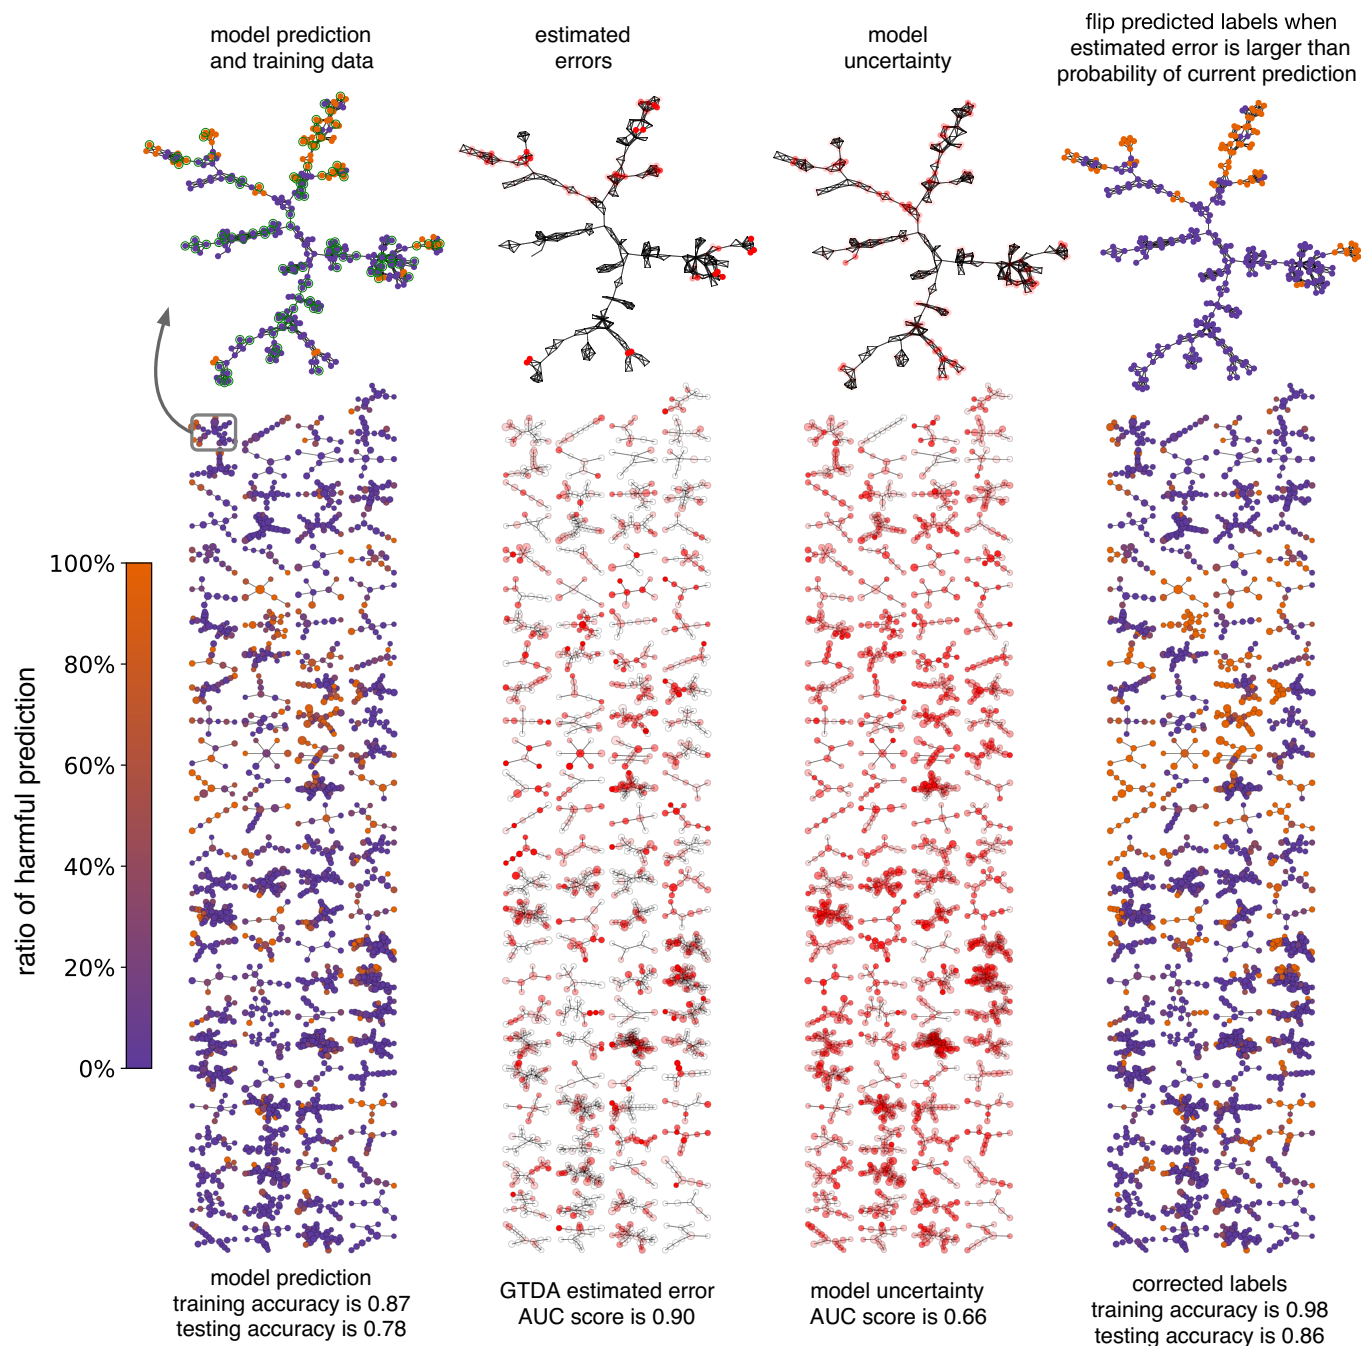 model prediction
and training data
estimated
errors
model
uncertainty
flip predicted labels when
estimated error is larger than
probability of current prediction
100%
80%
60%
40%
20%
0%
ratio of harmful prediction
model prediction
training accuracy is 0.87
testing accuracy is 0.78
GTDA estimated error
AUC score is 0.90
model uncertainty
AUC score is 0.66
corrected labels
training accuracy is 0.98
testing accuracy is 0.86